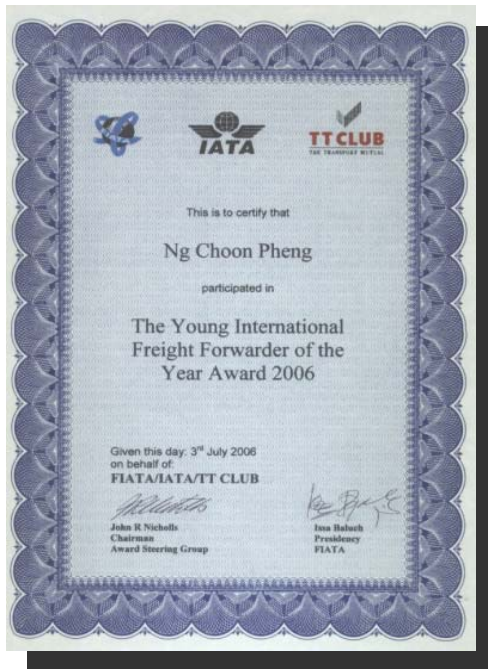 IATA
TT CLUB
THE TRANSPORT MUTUAL
This is to certify that
Ng Choon Pheng
participated in
The Young International
Freight Forwarder of the
Year Award 2006
Given this day: 3rd July 2006
on behalf of:
FIATA/IATA/TT CLUB
John R Nicholls
Chairman
Award Steering Group
Issa Baluch
Presidency
FIATA